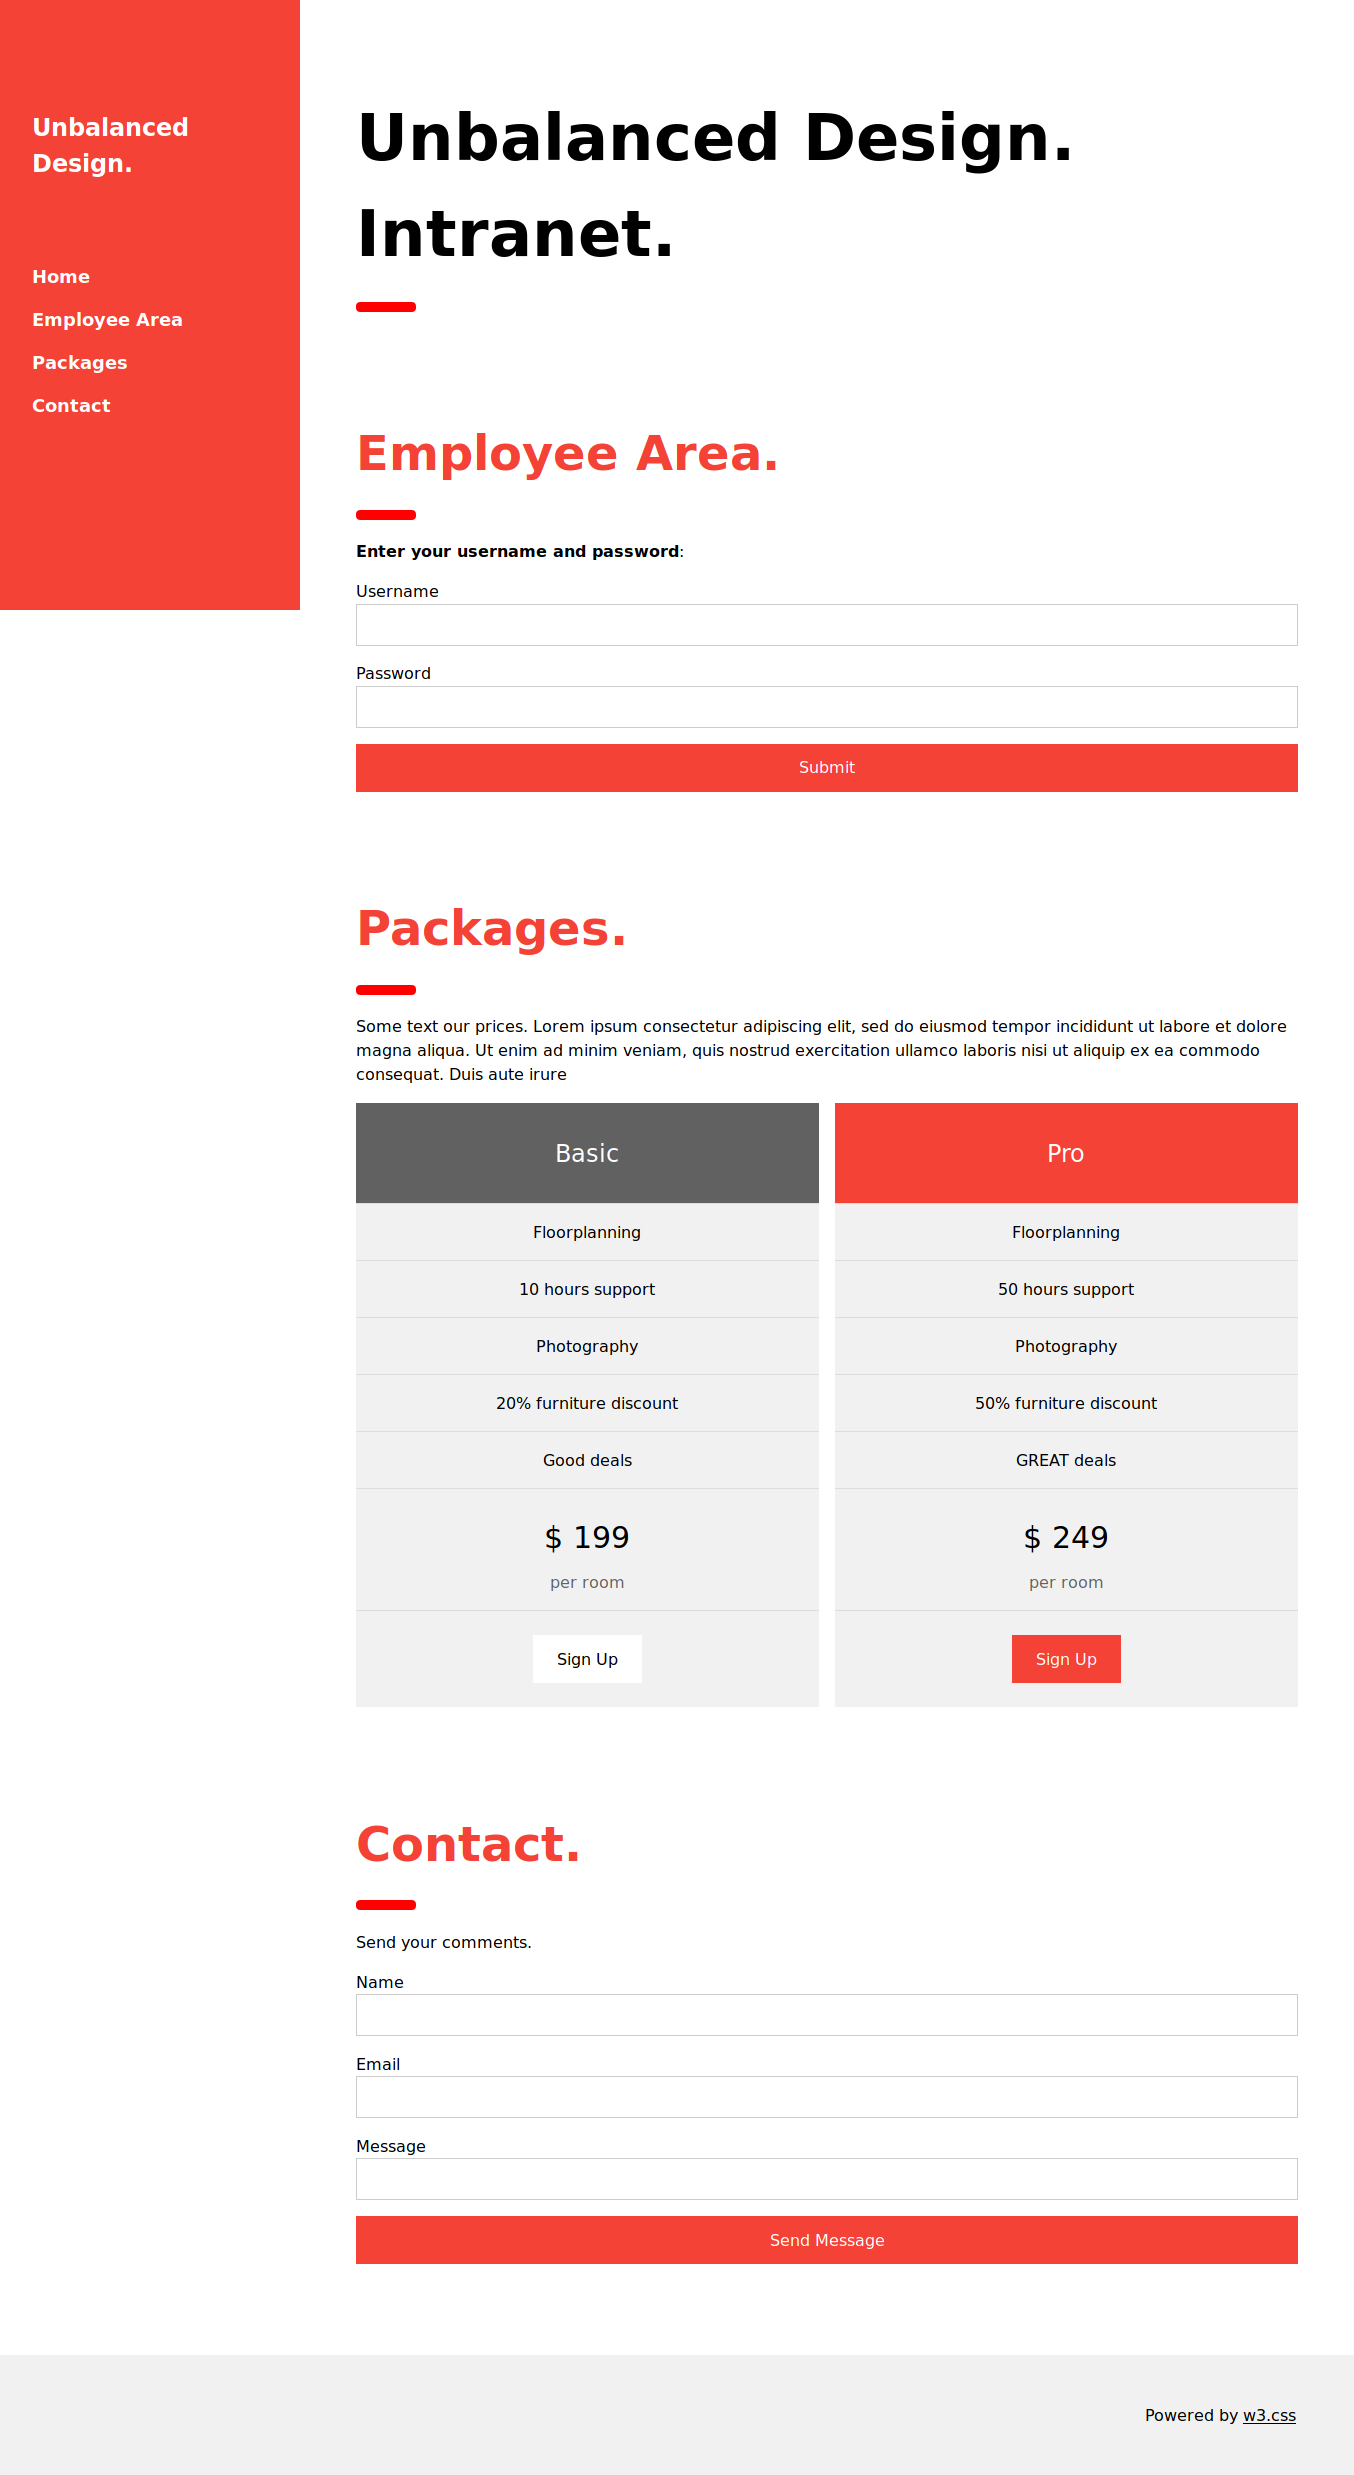 Unbalanced
Design.
Home
Employee Area
Packages
Contact
Unbalanced Design.
Intranet.
Employee Area.
Enter your username and password:
Username
Password
Submit
Packages.
Some text our prices. Lorem ipsum consectetur adipiscing elit, sed do eiusmod tempor incididunt ut labore et dolore
magna aliqua. Ut enim ad minim veniam, quis nostrud exercitation ullamco laboris nisi ut aliquip ex ea commodo
consequat. Duis aute irure
Basic
Floorplanning
10 hours support
Photography
20% furniture discount
Good deals
$ 199
per room
Sign Up
Pro
Floorplanning
50 hours support
Photography
50% furniture discount
GREAT deals
$ 249
per room
Sign Up
Contact.
Send your comments.
Name
Email
Message
Send Message
Powered by w3.css